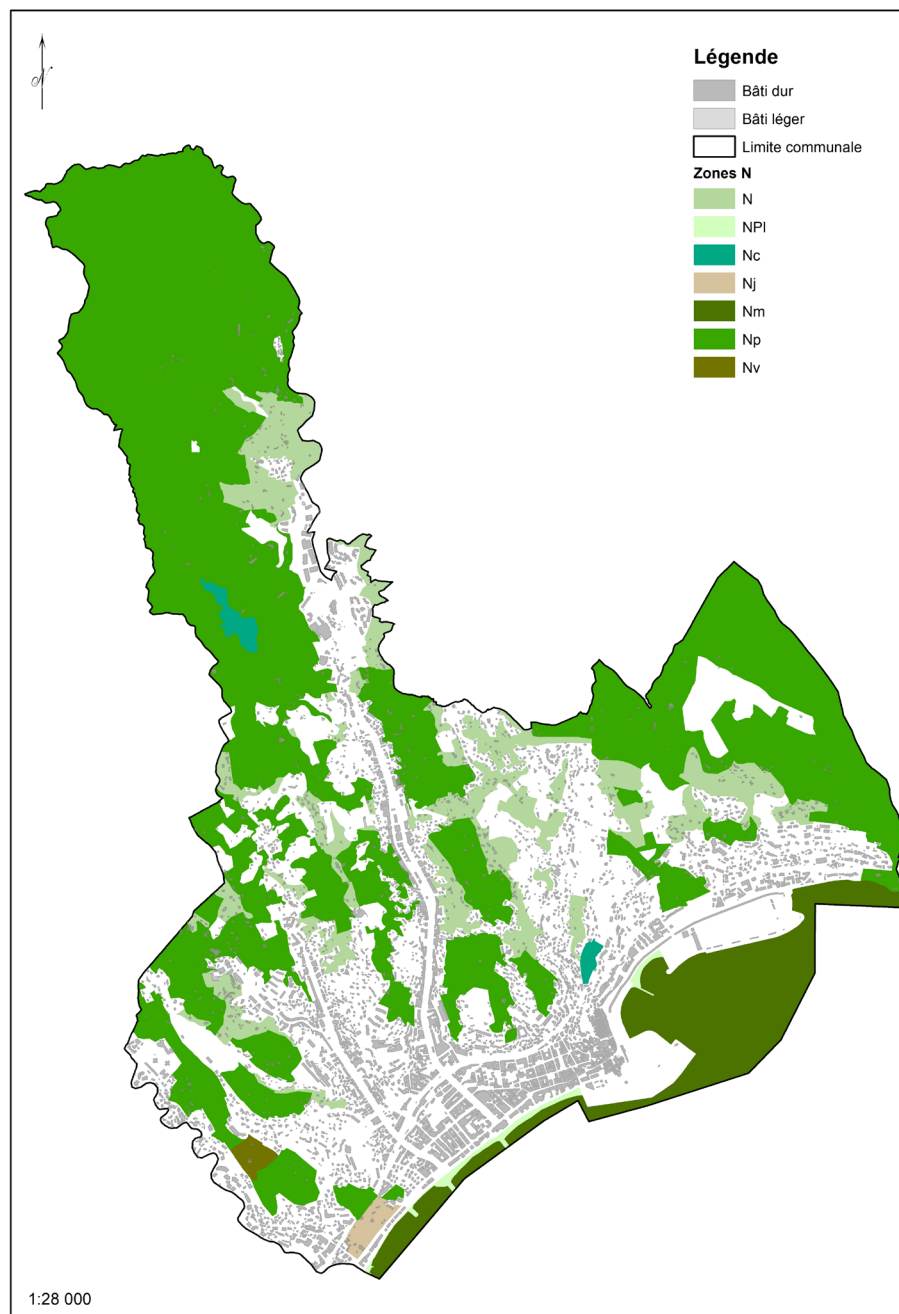 N
Légende
Bâti dur
Bâti léger
Limite communale
Zones N
N
NPl
Nc
Nj
Nm
Np
Nv
1:28 000